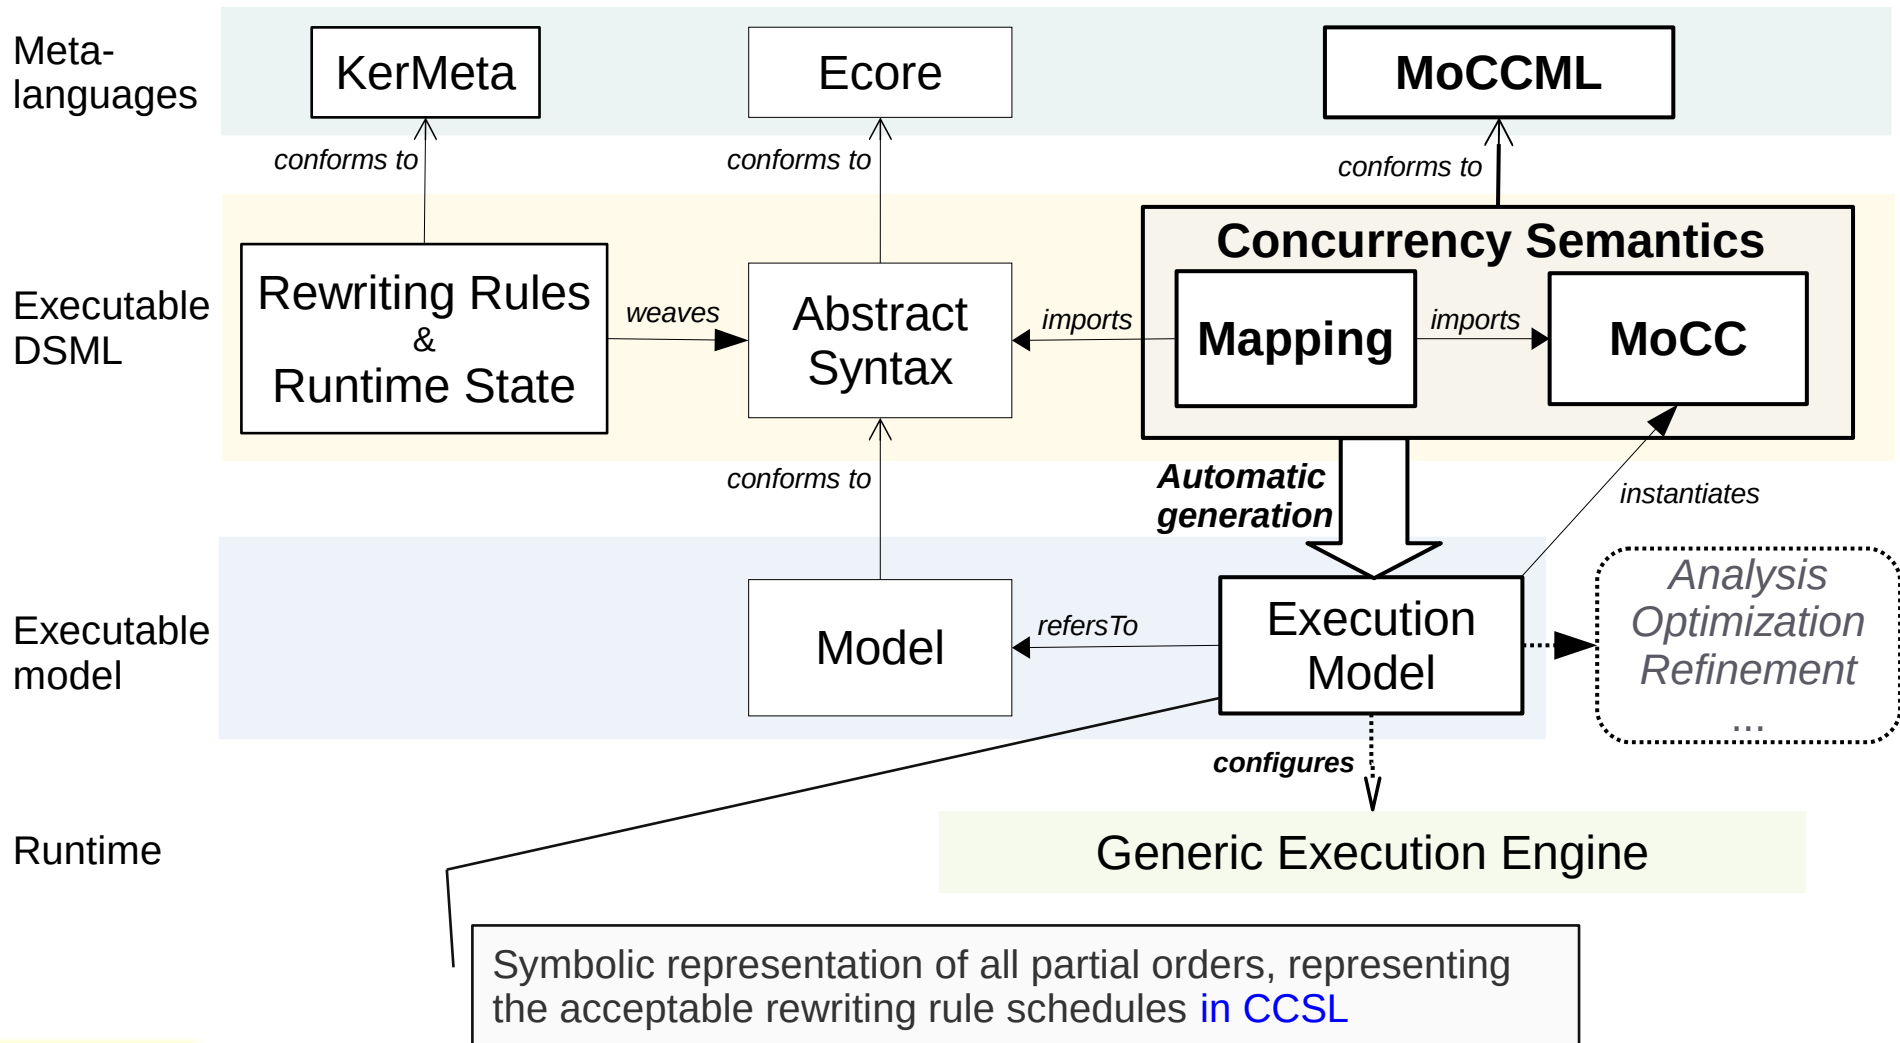 Meta-
languages
KerMeta
Ecore
MoCCML
conforms to
conforms to
conforms to
Executable
DSML
Rewriting Rules
&
Runtime State
weaves
Abstract
Syntax
imports
Concurrency Semantics
Mapping
imports
MoCC
conforms to
Automatic
generation
instantiates
Executable
model
Model
refersTo
Execution
Model
Analysis
Optimization
Refinement
...
configures
Runtime
Generic Execution Engine
Symbolic representation of all partial orders, representing
the acceptable rewriting rule schedules in CCSL